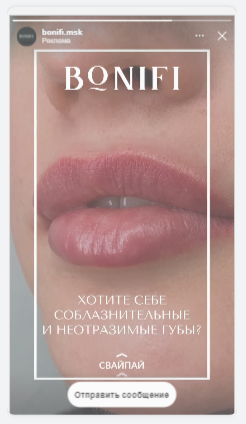 bonifi.msk
Реклама
BONIFI
ХОТИТЕ СЕБЕ
СОБЛАЗНИТЕЛЬНЫЕ
И НЕОТРАЗИМЫЕ ГУБЫ?
СВАЙПАЙ
Отправить сообщение